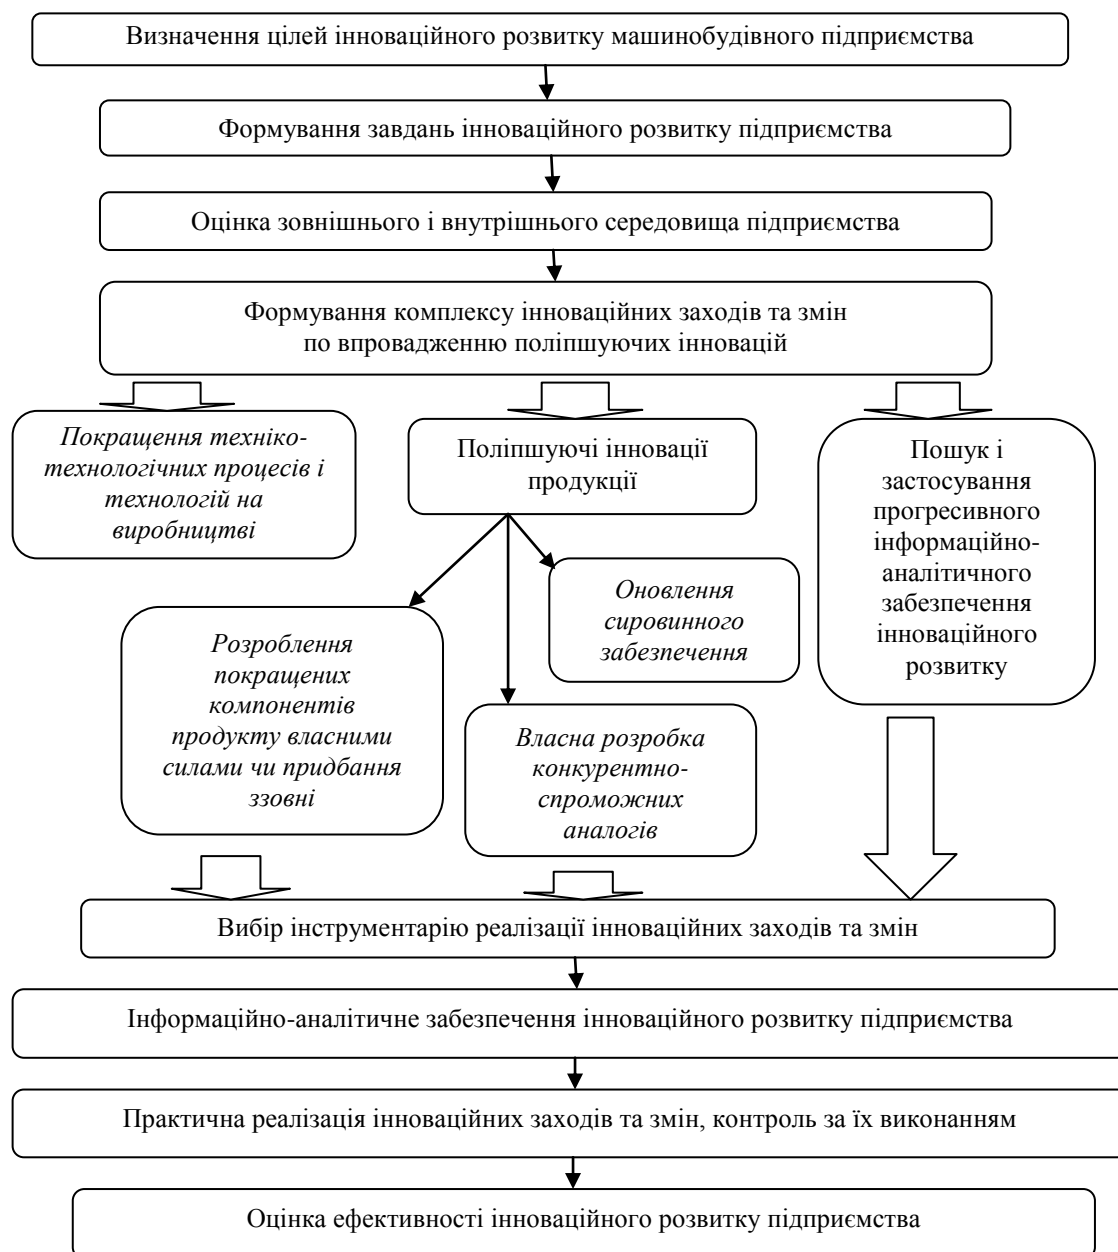 Визначення цілей інноваційного розвитку машинобудівного підприємства
Формування завдань інноваційного розвитку підприємства
Оцінка зовнішнього і внутрішнього середовища підприємства
Формування комплексу інноваційних заходів та змін
по впровадженню поліпшуючих інновацій
Покращення техніко-
технологічних процесів і
технологій на
виробництві
Поліпшуючі інновації
продукції
Пошук і
застосування
прогресивного
інформаційно-
аналітичного
забезпечення
інноваційного
розвитку
Оновлення
сировинного
забезпечення
Розроблення
покращених
компонентів
продукту власними
силами чи придбання
ззовні
Власна розробка
конкурентно-
спроможних
аналогів
Вибір інструментарію реалізації інноваційних заходів та змін
Інформаційно-аналітичне забезпечення інноваційного розвитку підприємства
Практична реалізація інноваційних заходів та змін, контроль за їх виконанням
Оцінка ефективності інноваційного розвитку підприємства